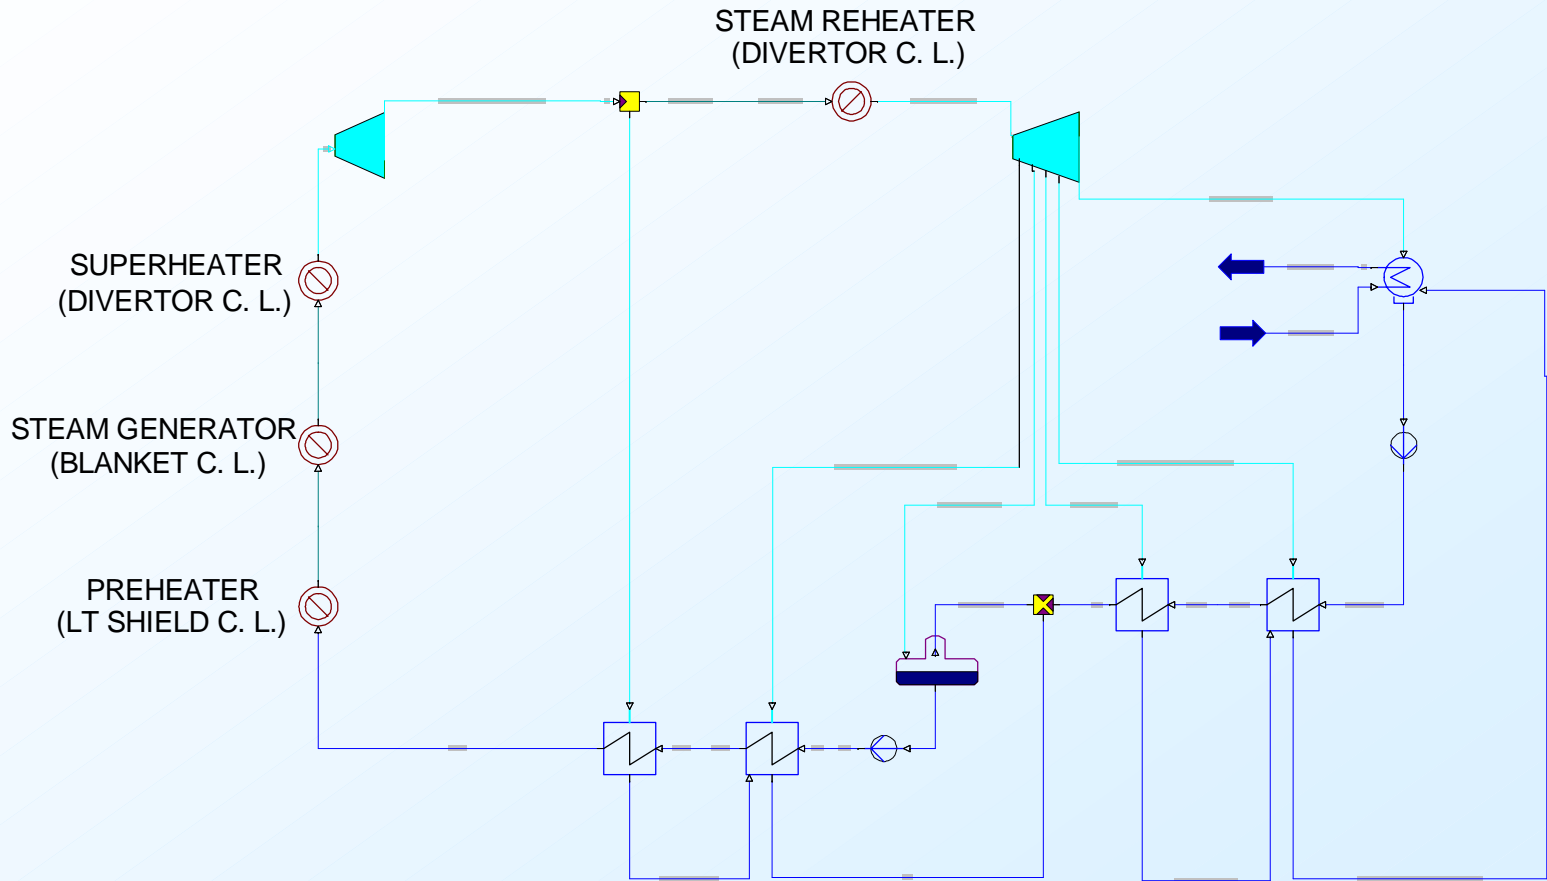 STEAM REHEATER
(DIVERTOR C. L.)
SUPERHEATER
(DIVERTOR C. L.)
STEAM GENERATOR
(BLANKET C. L.)
PREHEATER
(LT SHIELD C. L.)